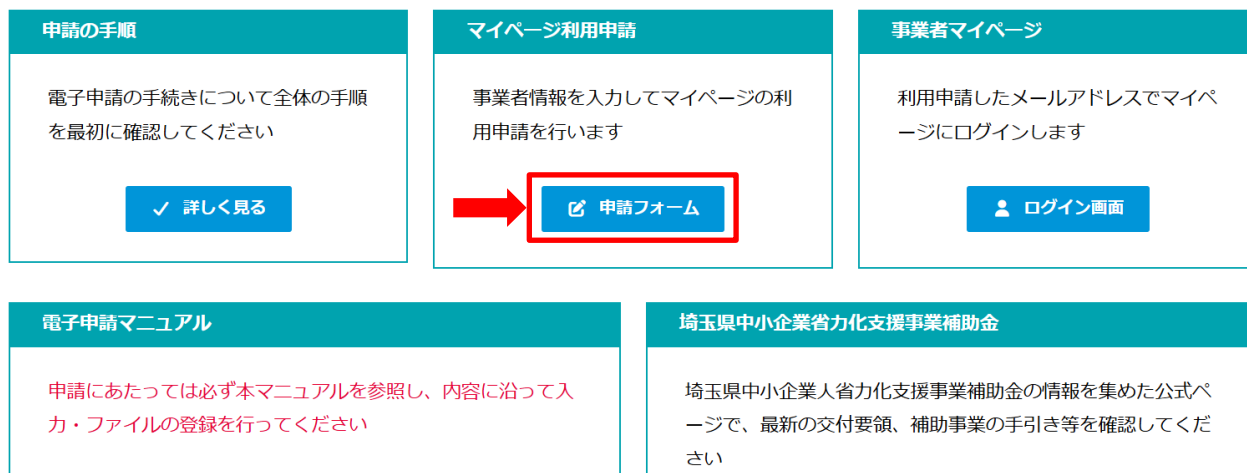 申請の手順
電子申請の手続きについて全体の手順
を最初に確認してください
詳しく見る
マイページ利用申請
事業者情報を入力してマイページの利
用申請を行います
申請フォーム
事業者マイページ
利用申請したメールアドレスでマイペ
ージにログインします
ログイン画面
電子申請マニュアル
申請にあたっては必ず本マニュアルを参照し、内容に沿って入
力・ファイルの登録を行ってください
埼玉県中小企業省力化支援事業補助金
埼玉県中小企業人省力化支援事業補助金の情報を集めた公式ペ
ージで、最新の交付要領、補助事業の手引き等を確認してくだ
さい